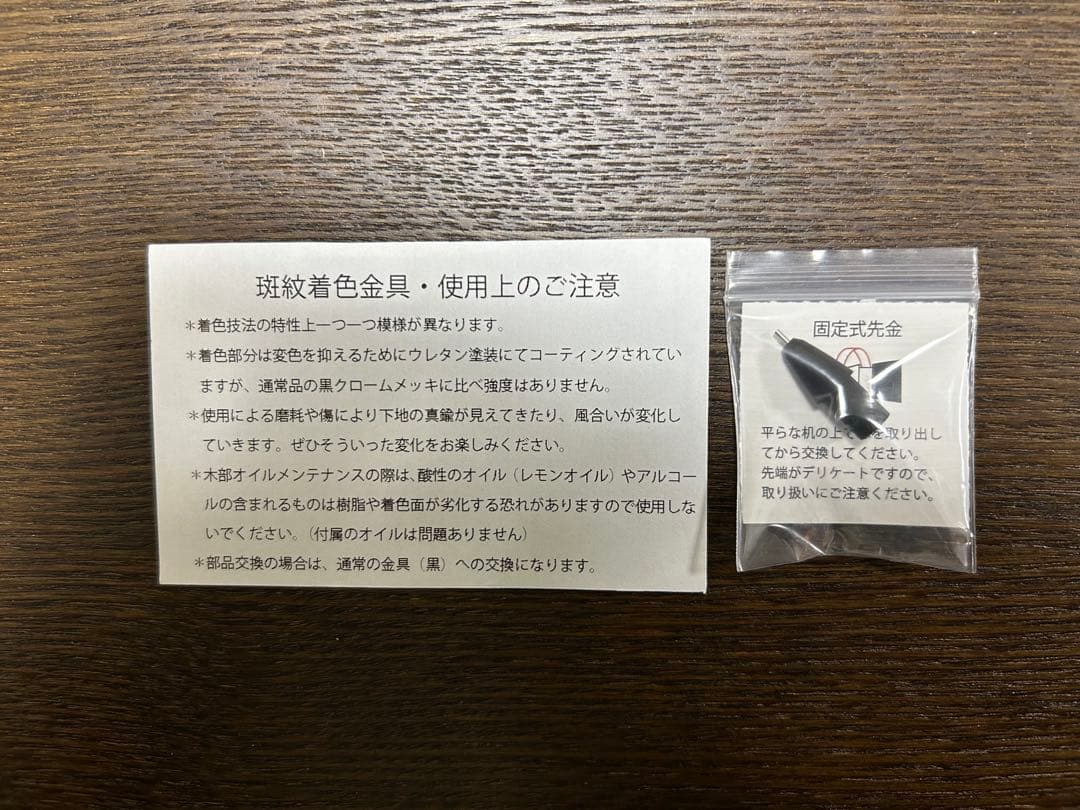 斑紋着色金具・使用上のご注意
＊着色技法の特性上一つ一つ模様が異なります。
＊着色部分は変色を抑えるためにウレタン塗装にてコーティングされてい
ますが、通常品の黒クロームメッキに比べ強度はありません。
＊使用による磨耗や傷により下地の真鍮が見えてきたり、風合いが変化し
ていきます。ぜひそういった変化をお楽しみください。
＊木部オイルメンテナンスの際は、酸性のオイル（レモンオイル）やアルコー
ルの含まれるものは樹脂や着色面が劣化する恐れがありますので使用しな
いでください。（付属のオイルは問題ありません）
＊部品交換の場合は、通常の金具（黒）への交換になります。
固定式先金
平らな机の上で を取り出し
てから交換してください。
先端がデリケートですので、
取り扱いにご注意ください。